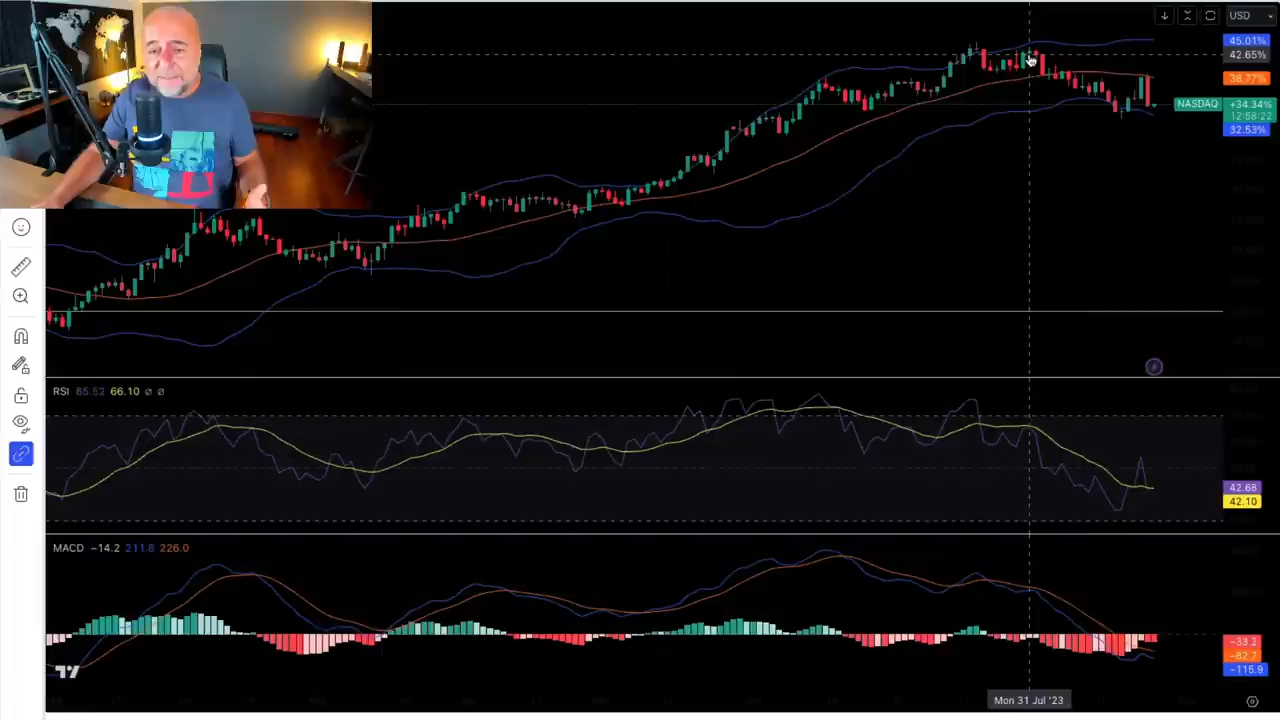 USD
45.01%
42.65%
38.77%
NASDAQ +34.34%
12:58:22
32.53%
RSI 65.52 66.10 ∅ ∅
42.68
42.10
MACD −14.2 211.8 226.0
−33.2
−82.7
−115.9
Mon 31 Jul '23